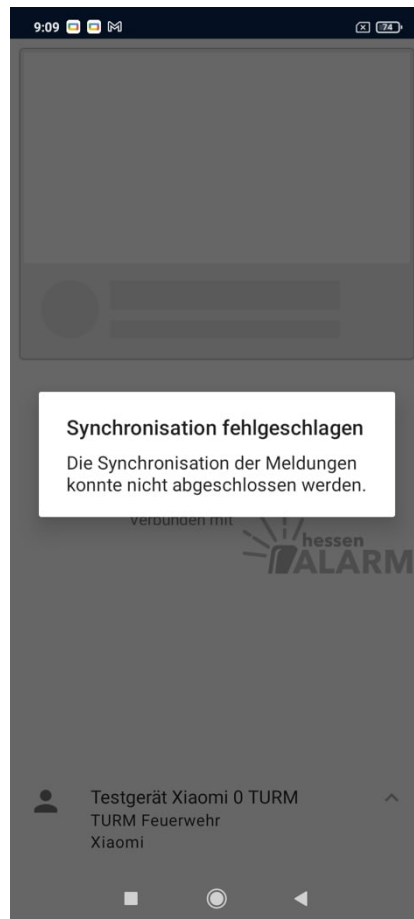 9:09
74
Synchronisation fehlgeschlagen
Die Synchronisation der Meldungen
konnte nicht abgeschlossen werden.
Verbunden mit
hessen
ALARM
Testgerät Xiaomi 0 TURM
TURM Feuerwehr
Xiaomi